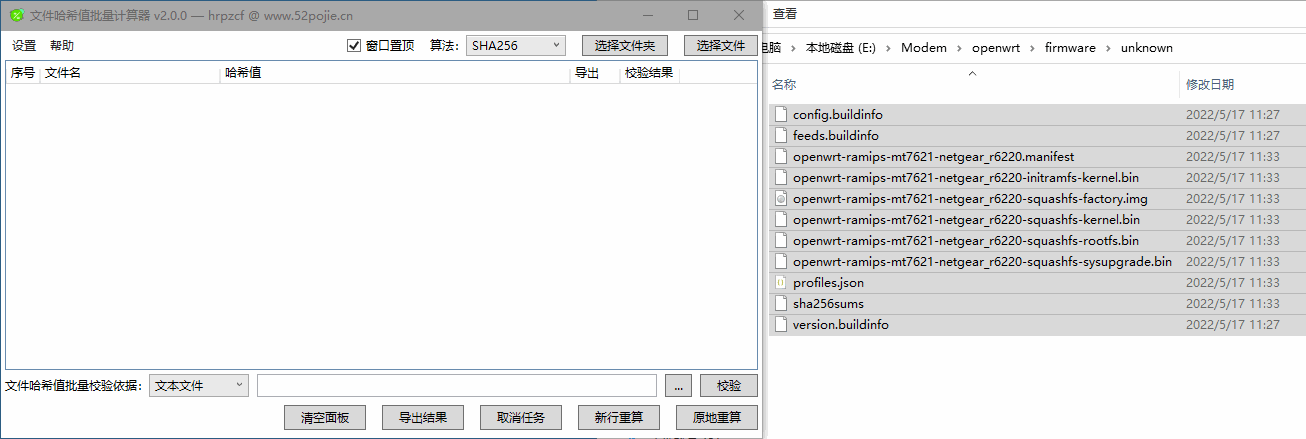 文件哈希值批量计算器 v2.0.0 — hrpzcf @ www.52pojie.cn
设置 帮助 窗口置顶 算法: SHA256 选择文件夹 选择文件
序号 文件名 哈希值 导出 校验结果
文件哈希值批量校验依据: 文本文件 ... 校验
清空面板 导出结果 取消任务 新行重算 原地重算
查看
电脑 › 本地磁盘 (E:) › Modem › openwrt › firmware › unknown
名称 修改日期
config.buildinfo 2022/5/17 11:27
feeds.buildinfo 2022/5/17 11:27
openwrt-ramips-mt7621-netgear_r6220.manifest 2022/5/17 11:33
openwrt-ramips-mt7621-netgear_r6220-initramfs-kernel.bin 2022/5/17 11:33
openwrt-ramips-mt7621-netgear_r6220-squashfs-factory.img 2022/5/17 11:33
openwrt-ramips-mt7621-netgear_r6220-squashfs-kernel.bin 2022/5/17 11:33
openwrt-ramips-mt7621-netgear_r6220-squashfs-rootfs.bin 2022/5/17 11:33
openwrt-ramips-mt7621-netgear_r6220-squashfs-sysupgrade.bin 2022/5/17 11:33
profiles.json 2022/5/17 11:33
sha256sums 2022/5/17 11:33
version.buildinfo 2022/5/17 11:27